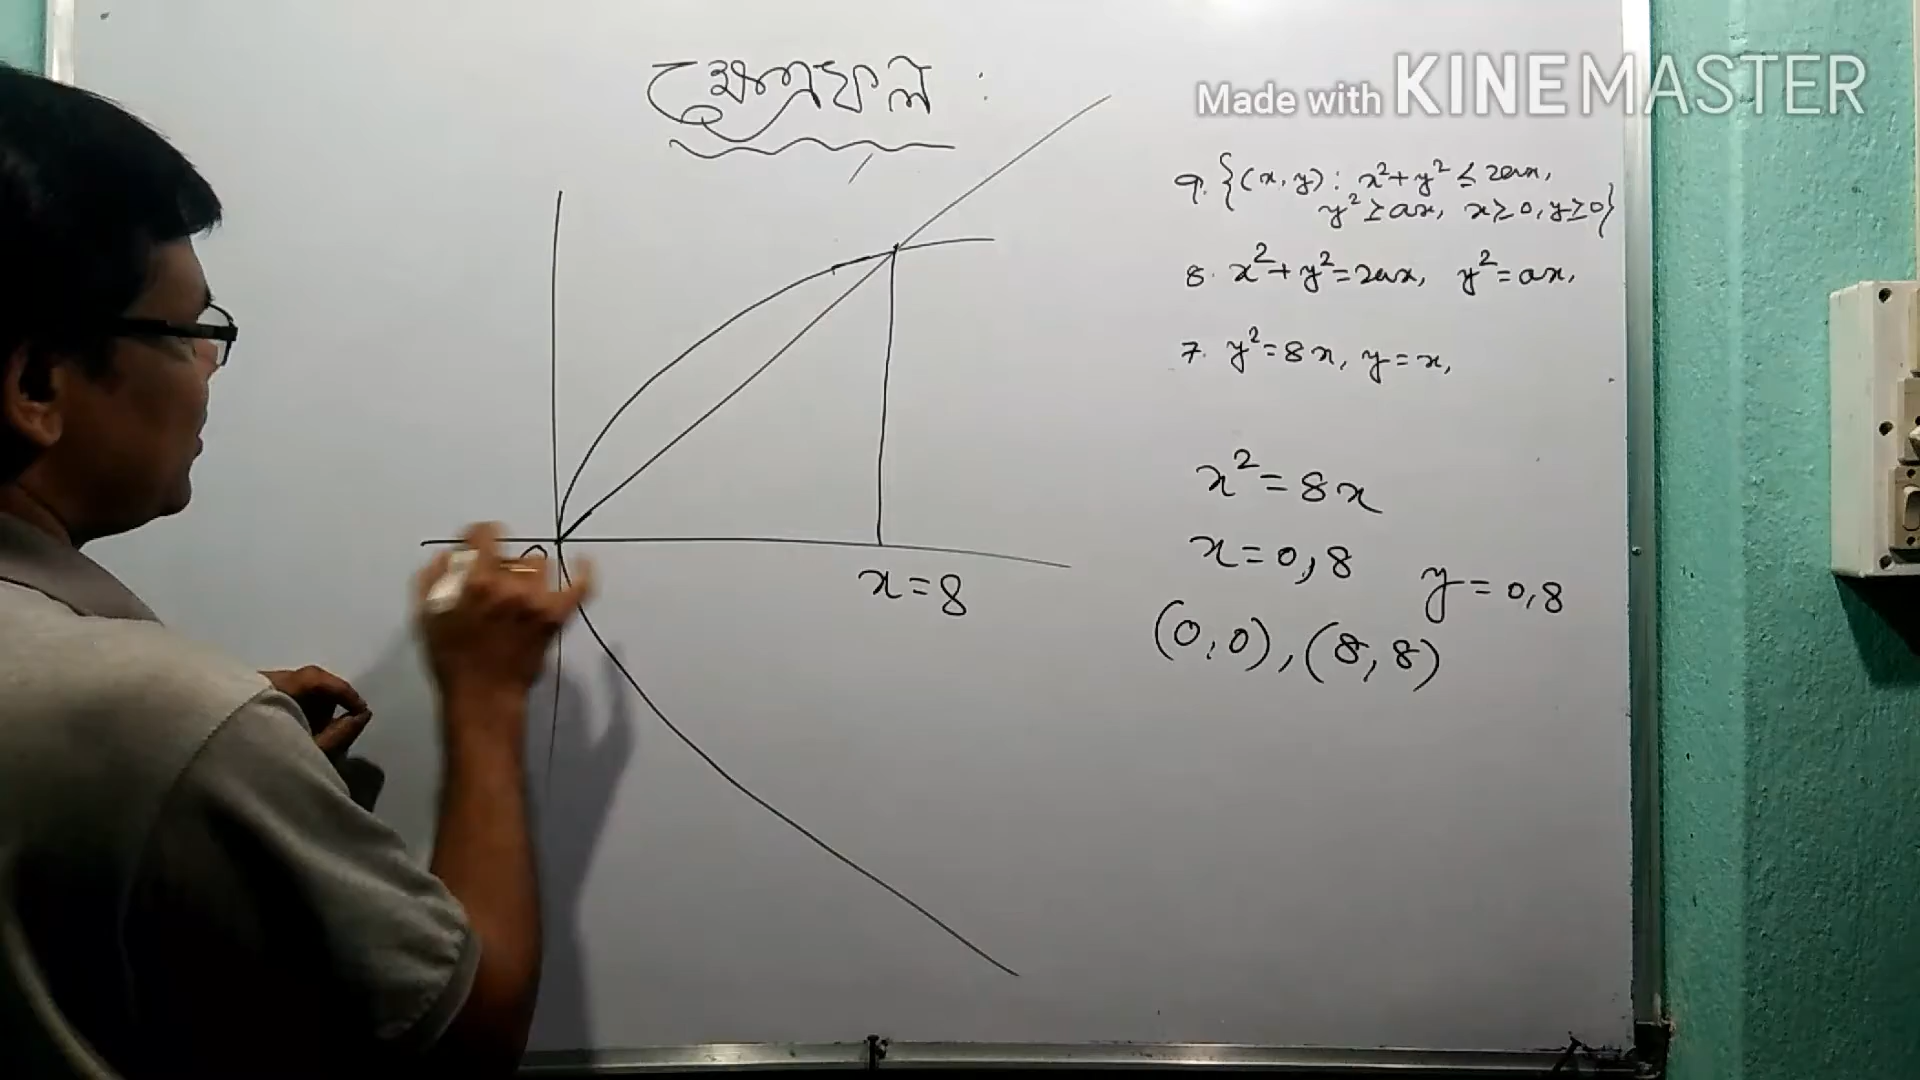 ক্ষেত্রফল :
Made with KINEMASTER
9. {(x, y) : x²+y² ≤ 2ax,
y² ≥ ax, x ≥ 0, y ≥ 0}
8. x²+y²=2ax, y²=ax,
7. y²=8x, y=x,
x²=8x
x=0,8 y=0,8
(0,0), (8,8)
0
x=8